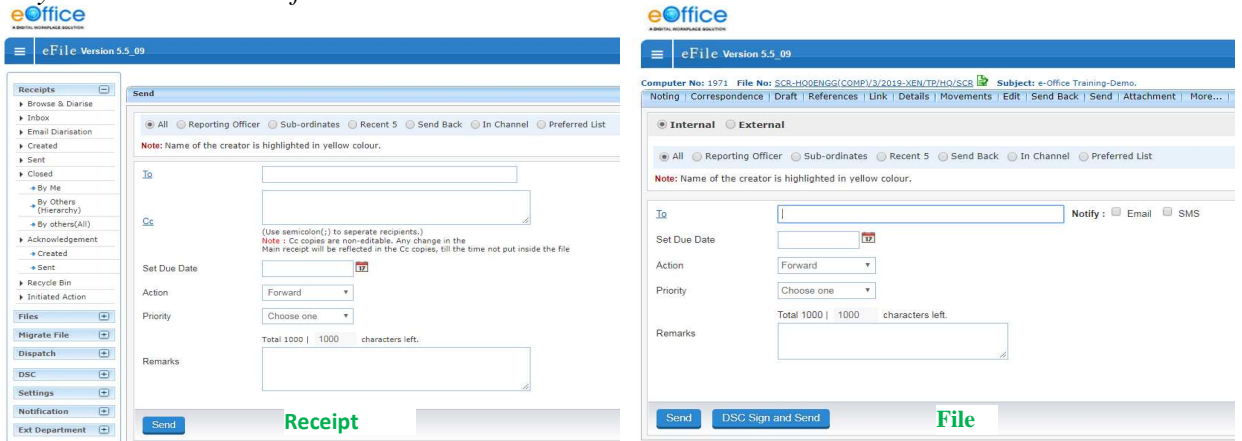 eOffice
A DIGITAL WORKPLACE SOLUTION
eFile Version 5.5_09
Receipts
Browse & Diarise
Inbox
Email Diarisation
Created
Sent
Closed
By Me
By Others
(Hierarchy)
By others(All)
Acknowledgement
Created
Sent
Recycle Bin
Initiated Action
Files
Migrate File
Dispatch
DSC
Settings
Notification
Ext Department
Send
All Reporting Officer Sub-ordinates Recent 5 Send Back In Channel Preferred List
Note: Name of the creator is highlighted in yellow colour.
To
Cc
(Use semicolon(;) to seperate recipients.)
Note : Cc copies are non-editable. Any change in the
Main receipt will be reflected in the Cc copies, till the time not put inside the file
Set Due Date
17
Action Forward
Priority Choose one
Total 1000 | 1000 characters left.
Remarks
Send
Receipt
eOffice
A DIGITAL WORKPLACE SOLUTION
eFile Version 5.5_09
Computer No: 1971 File No: SCR-HQ0ENGG(COMP)/3/2019-XEN/TP/HQ/SCR Subject: e-Office Training-Demo.
Noting | Correspondence | Draft | References | Link | Details | Movements | Edit | Send Back | Send | Attachment | More... |
Internal External
All Reporting Officer Sub-ordinates Recent 5 Send Back In Channel Preferred List
Note: Name of the creator is highlighted in yellow colour.
To Notify : Email SMS
Set Due Date
17
Action Forward
Priority Choose one
Total 1000 | 1000 characters left.
Remarks
Send DSC Sign and Send
File